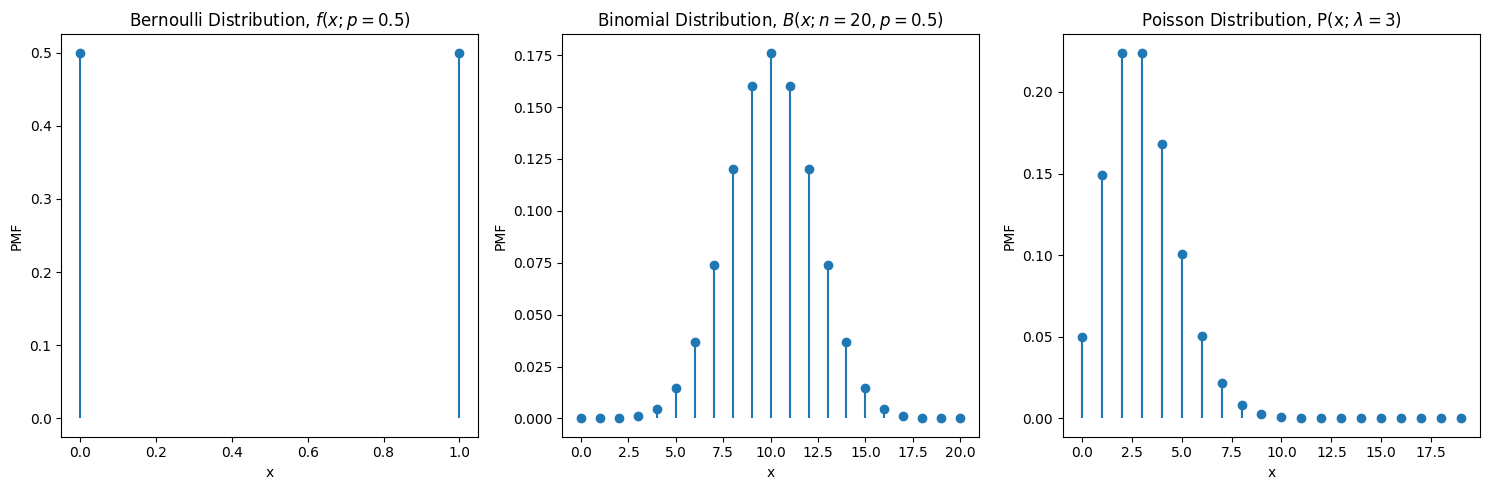 Bernoulli Distribution, f(x; p = 0.5)
0.5
0.4
0.3
0.2
0.1
0.0
PMF
0.0 0.2 0.4 0.6 0.8 1.0
x
Binomial Distribution, B(x; n = 20, p = 0.5)
0.175
0.150
0.125
0.100
0.075
0.050
0.025
0.000
PMF
0.0 2.5 5.0 7.5 10.0 12.5 15.0 17.5 20.0
x
Poisson Distribution, P(x; λ = 3)
0.20
0.15
0.10
0.05
0.00
PMF
0.0 2.5 5.0 7.5 10.0 12.5 15.0 17.5
x